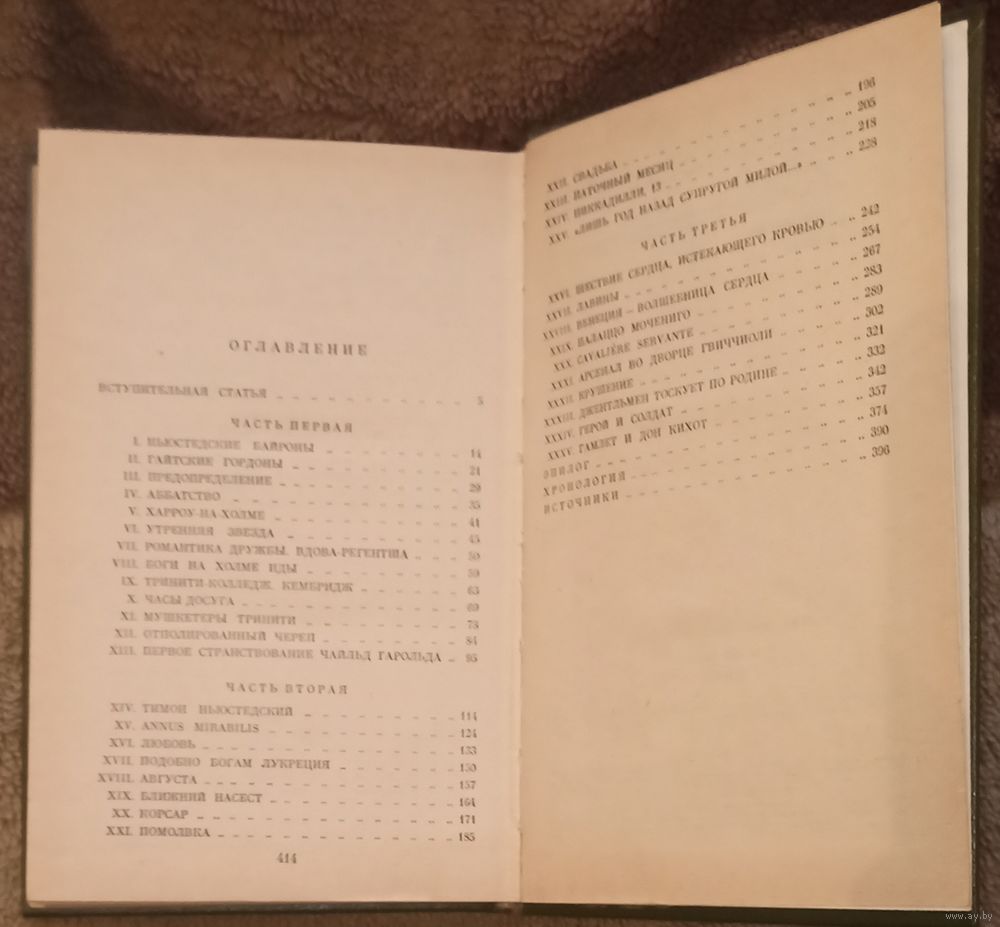 ОГЛАВЛЕНИЕ
ВСТУПИТЕЛЬНАЯ СТАТЬЯ 5
ЧАСТЬ ПЕРВАЯ
I. НЬЮСТЕДСКИЕ БАЙРОНЫ 14
II. ГАЙТСКИЕ ГОРДОНЫ 21
III. ПРЕДОПРЕДЕЛЕНИЕ 29
IV. АББАТСТВО 35
V. ХАРРОУ-НА-ХОЛМЕ 41
VI. УТРЕННЯЯ ЗВЕЗДА 45
VII. РОМАНТИКА ДРУЖБЫ. ВДОВА-РЕГЕНТША 50
VIII. БОГИ НА ХОЛМЕ ИДЫ 59
IX. ТРИНИТИ-КОЛЛЕДЖ. КЕМБРИДЖ 63
X. ЧАСЫ ДОСУГА 69
XI. МУШКЕТЕРЫ ТРИНИТИ 73
XII. ОТПОЛИРОВАННЫЙ ЧЕРЕП 84
XIII. ПЕРВОЕ СТРАНСТВОВАНИЕ ЧАЙЛЬД ГАРОЛЬДА 95
ЧАСТЬ ВТОРАЯ
XIV. ТИМОН НЬЮСТЕДСКИЙ 114
XV. ANNUS MIRABILIS 124
XVI. ЛЮБОВЬ 133
XVII. ПОДОБНО БОГАМ ЛУКРЕЦИЯ 150
XVIII. АВГУСТА 157
XIX. БЛИЖНИЙ НАСЕСТ 164
XX. КОРСАР 171
XXI. ПОМОЛВКА 185
414
XXII. СВАДЬБА 196
XXIII. ПАТОЧНЫЙ МЕСЯЦ 205
XXIV. ПИККАДИЛЛИ, 13 218
XXV. «ЛИШЬ ГОД НАЗАД СУПРУГОЙ МИЛОЙ...» 228
ЧАСТЬ ТРЕТЬЯ
XXVI. ШЕСТВИЕ СЕРДЦА, ИСТЕКАЮЩЕГО КРОВЬЮ 242
XXVII. ЛАВИНЫ 254
XXVIII. ВЕНЕЦИЯ – ВОЛШЕБНИЦА СЕРДЦА 267
XXIX. ПАЛАЦЦО МОЧЕНИГО 283
XXX. CAVALIÈRE SERVANTE 289
XXXI. АРСЕНАЛ ВО ДВОРЦЕ ГВИЧЧИОЛИ 302
XXXII. КРУШЕНИЕ 321
XXXIII. ДЖЕНТЛЬМЕН ТОСКУЕТ ПО РОДИНЕ 332
XXXIV. ГЕРОЙ И СОЛДАТ 342
XXXV. ГАМЛЕТ И ДОН КИХОТ 357
ЭПИЛОГ 374
ХРОНОЛОГИЯ 390
ИСТОЧНИКИ 396
www.ay.by